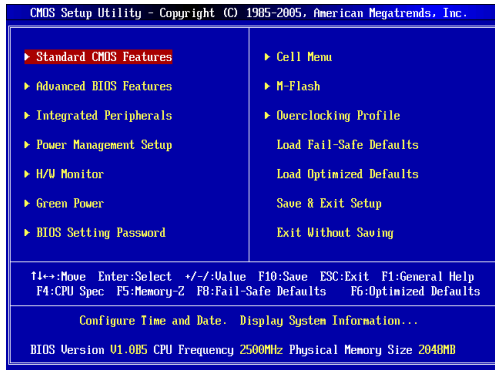 CMOS Setup Utility - Copyright (C) 1985-2005, American Megatrends, Inc.
▶ Standard CMOS Features
▶ Advanced BIOS Features
▶ Integrated Peripherals
▶ Power Management Setup
▶ H/W Monitor
▶ Green Power
▶ BIOS Setting Password
▶ Cell Menu
▶ M-Flash
▶ Overclocking Profile
Load Fail-Safe Defaults
Load Optimized Defaults
Save & Exit Setup
Exit Without Saving
↑↓↔:Move Enter:Select +/-/:Value F10:Save ESC:Exit F1:General Help
F4:CPU Spec F5:Memory-Z F8:Fail-Safe Defaults F6:Optimized Defaults
Configure Time and Date. Display System Information...
BIOS Version V1.0B5 CPU Frequency 2500MHz Physical Memory Size 2048MB